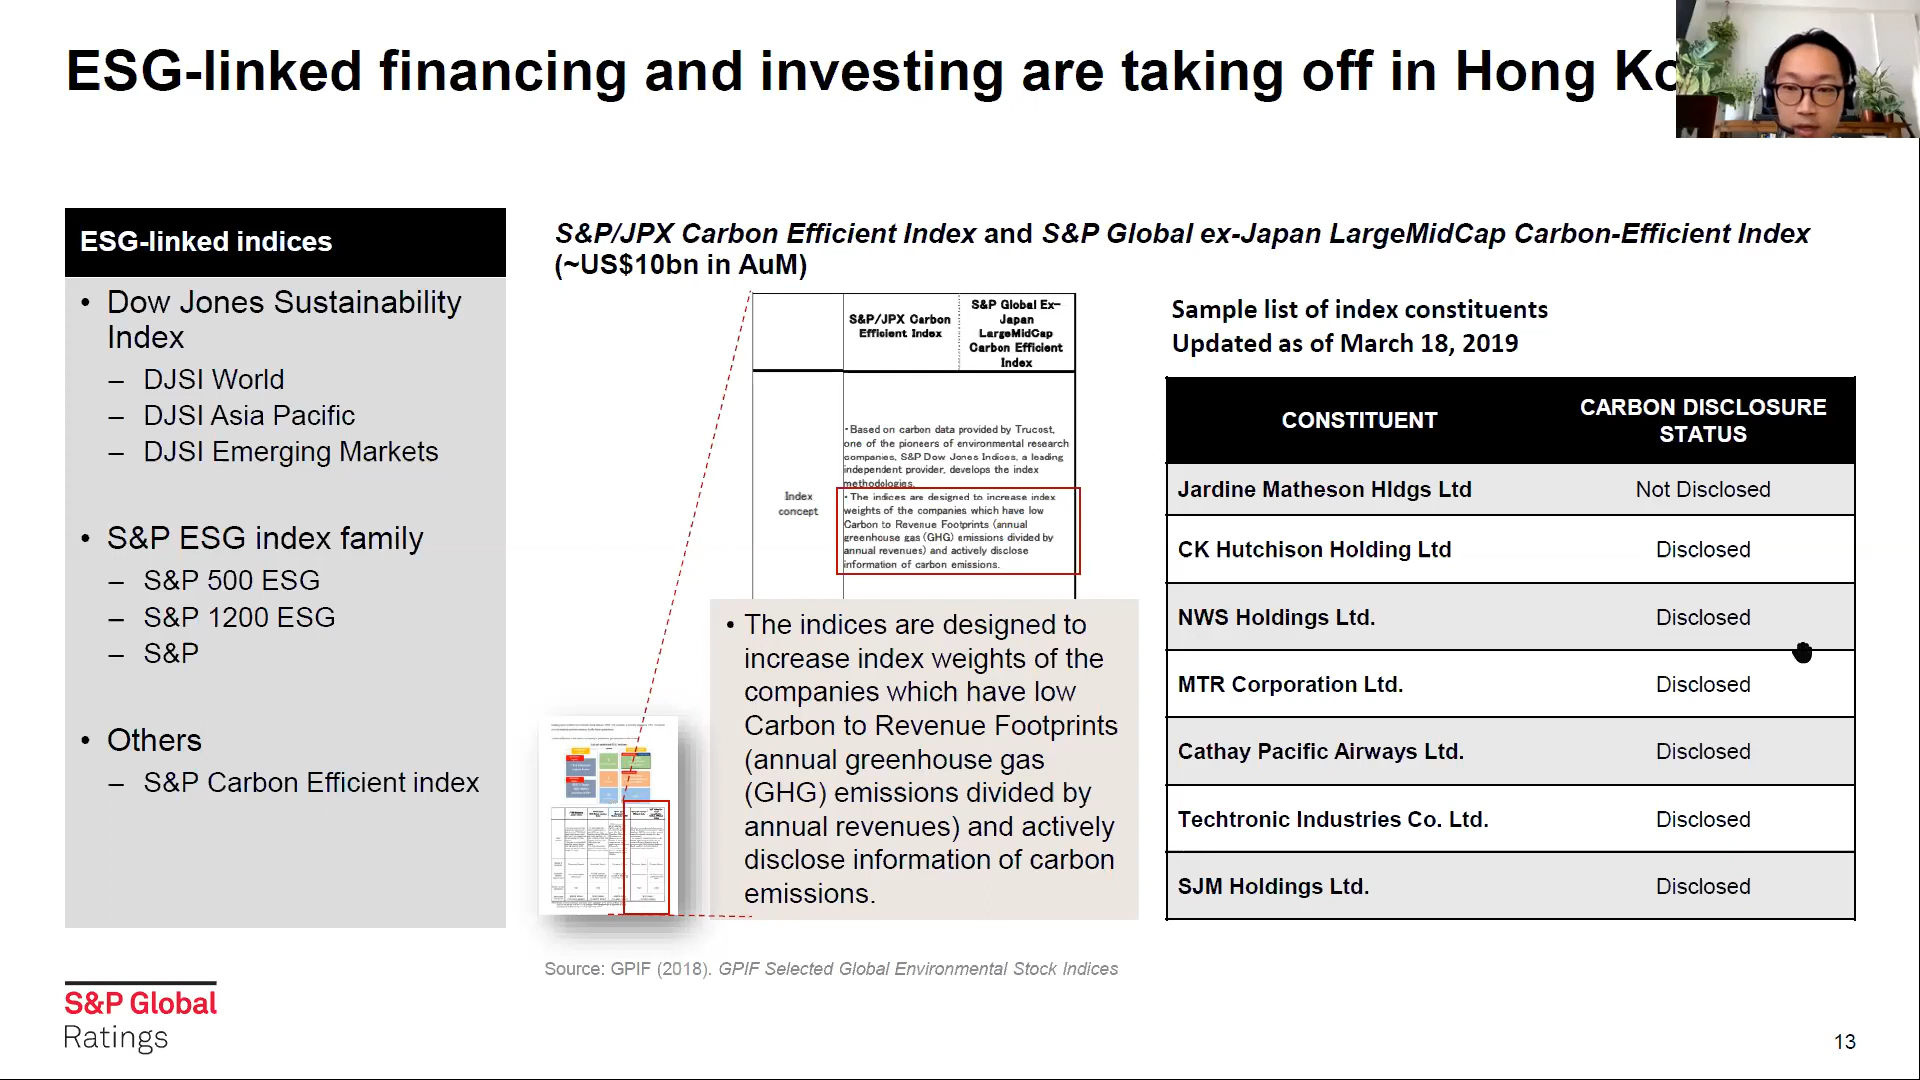 ESG-linked financing and investing are taking off in Hong Ko
ESG-linked indices
• Dow Jones Sustainability
Index
– DJSI World
– DJSI Asia Pacific
– DJSI Emerging Markets
• S&P ESG index family
– S&P 500 ESG
– S&P 1200 ESG
– S&P
• Others
– S&P Carbon Efficient index
S&P/JPX Carbon Efficient Index and S&P Global ex-Japan LargeMidCap Carbon-Efficient Index
(~US$10bn in AuM)
S&P/JPX Carbon
Efficient Index
S&P Global Ex-
Japan
LargeMidCap
Carbon Efficient
Index
Index
concept
・Based on carbon data provided by Trucost,
one of the pioneers of environmental research
companies, S&P Dow Jones Indices, a leading
independent provider, develops the index
methodologies.
・The indices are designed to increase index
weights of the companies which have low
Carbon to Revenue Footprints (annual
greenhouse gas (GHG) emissions divided by
annual revenues) and actively disclose
information of carbon emissions.
• The indices are designed to
increase index weights of the
companies which have low
Carbon to Revenue Footprints
(annual greenhouse gas
(GHG) emissions divided by
annual revenues) and actively
disclose information of carbon
emissions.
Source: GPIF (2018). GPIF Selected Global Environmental Stock Indices
Sample list of index constituents
Updated as of March 18, 2019
CONSTITUENT
CARBON DISCLOSURE
STATUS
Jardine Matheson Hldgs Ltd Not Disclosed
CK Hutchison Holding Ltd Disclosed
NWS Holdings Ltd. Disclosed
MTR Corporation Ltd. Disclosed
Cathay Pacific Airways Ltd. Disclosed
Techtronic Industries Co. Ltd. Disclosed
SJM Holdings Ltd. Disclosed
S&P Global
Ratings
13